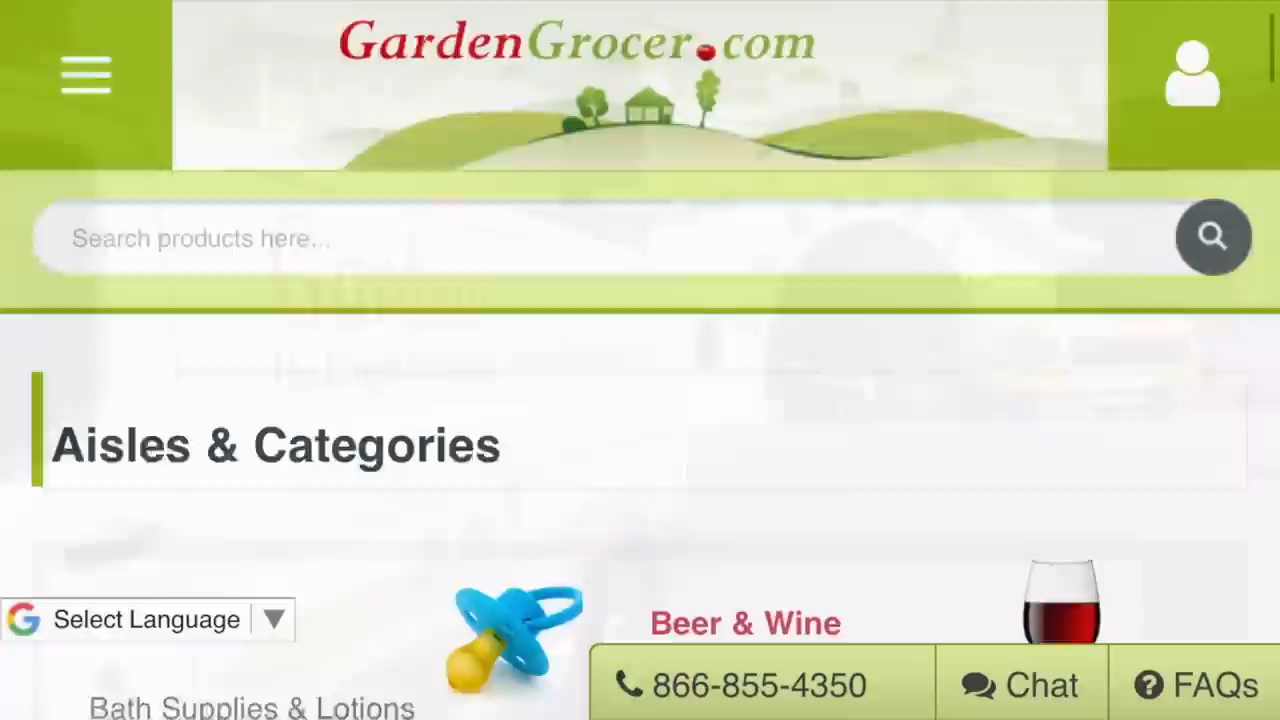 GardenGrocer.com
Search products here...
Aisles & Categories
Select Language
Beer & Wine
Bath Supplies & Lotions
866-855-4350
Chat
FAQs